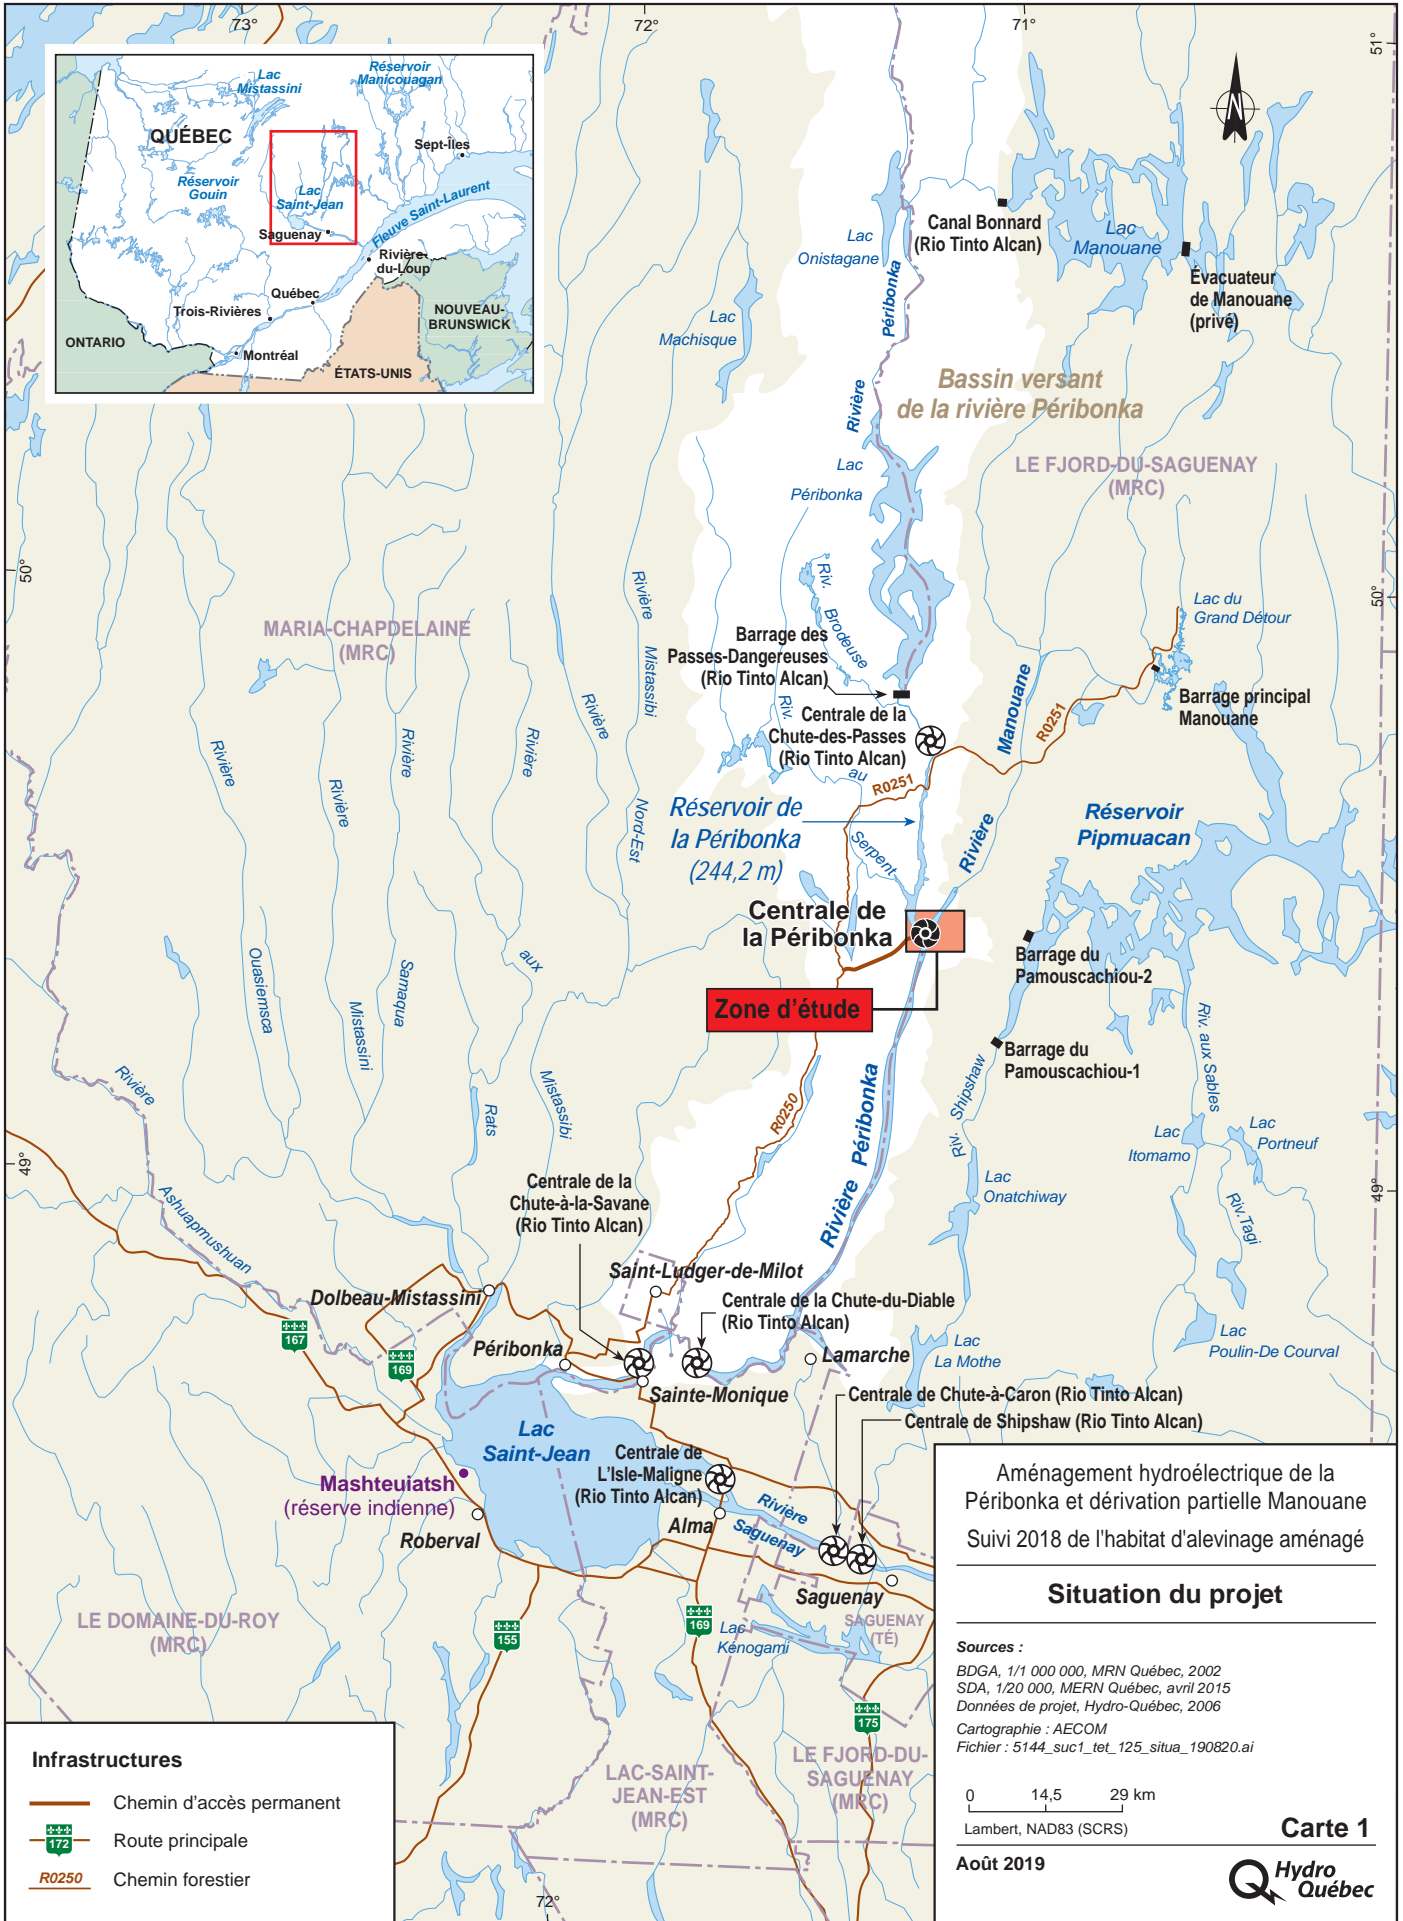 73°
72°
71°
51°
Lac
Mistassini
Réservoir
Manicouagan
QUÉBEC
Sept-Îles
Réservoir
Gouin
Lac
Saint-Jean
Saguenay
Fleuve Saint-Laurent
Rivière-
du-Loup
Québec
Trois-Rivières
NOUVEAU-
BRUNSWICK
ONTARIO
Montréal
ÉTATS-UNIS
N
Canal Bonnard
(Rio Tinto Alcan)
Lac
Manouane
Lac
Onistagane
Évacuateur
de Manouane
(privé)
Rivière Péribonka
Lac
Machisque
Bassin versant
de la rivière Péribonka
LE FJORD-DU-SAGUENAY
(MRC)
Lac
Péribonka
50°
50°
Riv. Brodeuse
Lac du
Grand Détour
MARIA-CHAPDELAINE
(MRC)
Barrage des
Passes-Dangereuses
(Rio Tinto Alcan)
Barrage principal
Manouane
Rivière Manouane
R0251
Centrale de la
Chute-des-Passes
(Rio Tinto Alcan)
R0251
Riv. au Serpent
Rivière Mistassibi Nord-Est
Réservoir de
la Péribonka
(244,2 m)
Réservoir
Pipmuacan
Rivière Ouasiemsca
Rivière Mistassini
Rivière Samaqua
Rivière aux Rats
Rivière Mistassibi
Centrale de
la Péribonka
Barrage du
Pamouscachiou-2
Zone d'étude
Barrage du
Pamouscachiou-1
Riv. aux Sables
Riv. Shipshaw
R0250
Rivière Péribonka
Lac
Itomamo
Lac
Portneuf
Riv. Tagi
Lac
Onatchiway
49°
49°
Rivière Ashuapmushuan
Centrale de la
Chute-à-la-Savane
(Rio Tinto Alcan)
Saint-Ludger-de-Milot
Dolbeau-Mistassini
Centrale de la Chute-du-Diable
(Rio Tinto Alcan)
167
169
Péribonka
Lamarche
Lac
La Mothe
Lac
Poulin-De Courval
Sainte-Monique
Centrale de Chute-à-Caron (Rio Tinto Alcan)
Centrale de Shipshaw (Rio Tinto Alcan)
Lac
Saint-Jean
Centrale de
L'Isle-Maligne
(Rio Tinto Alcan)
Mashteuiatsh
(réserve indienne)
Roberval
Alma
Rivière Saguenay
Saguenay
SAGUENAY
(TÉ)
LE DOMAINE-DU-ROY
(MRC)
155
169
Lac
Kénogami
175
LE FJORD-DU-
SAGUENAY
(MRC)
LAC-SAINT-
JEAN-EST
(MRC)
72°
Infrastructures
Chemin d'accès permanent
172
Route principale
R0250
Chemin forestier
Aménagement hydroélectrique de la
Péribonka et dérivation partielle Manouane
Suivi 2018 de l'habitat d'alevinage aménagé
Situation du projet
Sources :
BDGA, 1/1 000 000, MRN Québec, 2002
SDA, 1/20 000, MERN Québec, avril 2015
Données de projet, Hydro-Québec, 2006
Cartographie : AECOM
Fichier : 5144_suc1_tet_125_situa_190820.ai
0 14,5 29 km
Lambert, NAD83 (SCRS)
Carte 1
Août 2019
Hydro
Québec